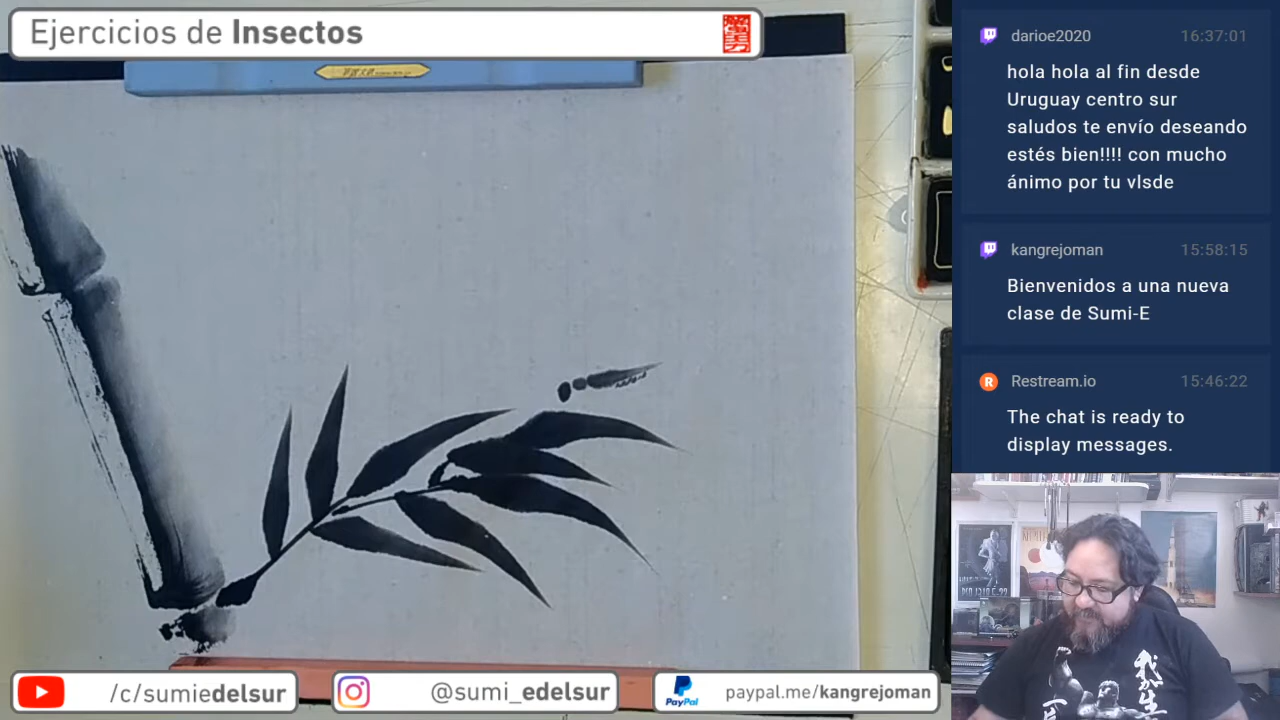 Ejercicios de Insectos
darioe2020 16:37:01
hola hola al fin desde
Uruguay centro sur
saludos te envío deseando
estés bien!!!! con mucho
ánimo por tu vlsde
kangrejoman 15:58:15
Bienvenidos a una nueva
clase de Sumi-E
R Restream.io 15:46:22
The chat is ready to
display messages.
/c/sumiedelsur
@sumi_edelsur
PayPal
paypal.me/kangrejoman